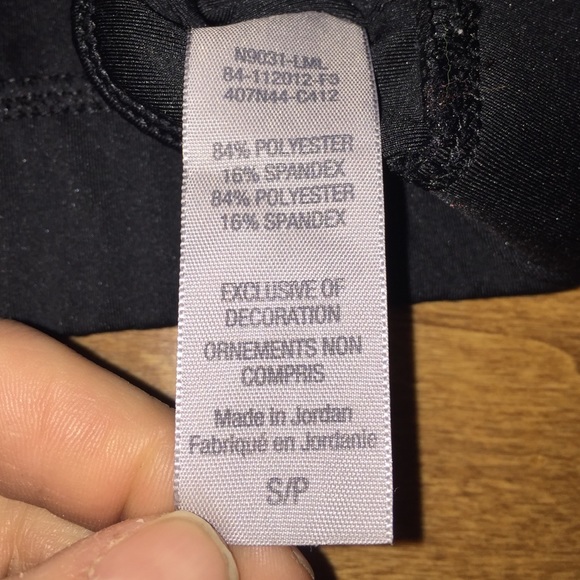 N9031-LML
84-112012-F3
407N44-C412
84% POLYESTER
16% SPANDEX
84% POLYESTER
16% SPANDEX
EXCLUSIVE OF
DECORATION
ORNEMENTS NON
COMPRIS
Made in Jordan
Fabriqué en Jordanie
S/P